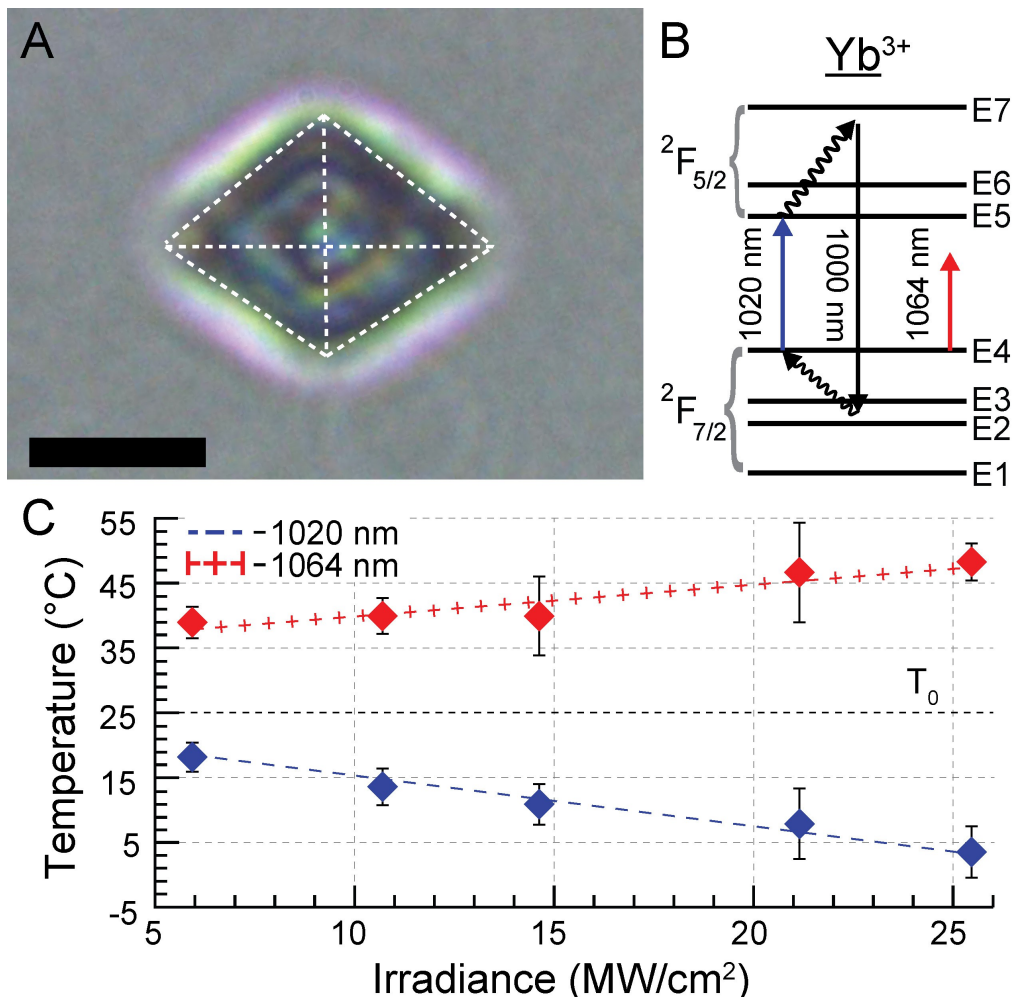 A
B
Yb³⁺
E7
²F₅/₂
E6
E5
1020 nm
1000 nm
1064 nm
E4
²F₇/₂
E3
E2
E1
C
1020 nm
1064 nm
T₀
55
45
35
25
15
5
-5
Temperature (°C)
5
10
15
20
25
Irradiance (MW/cm²)